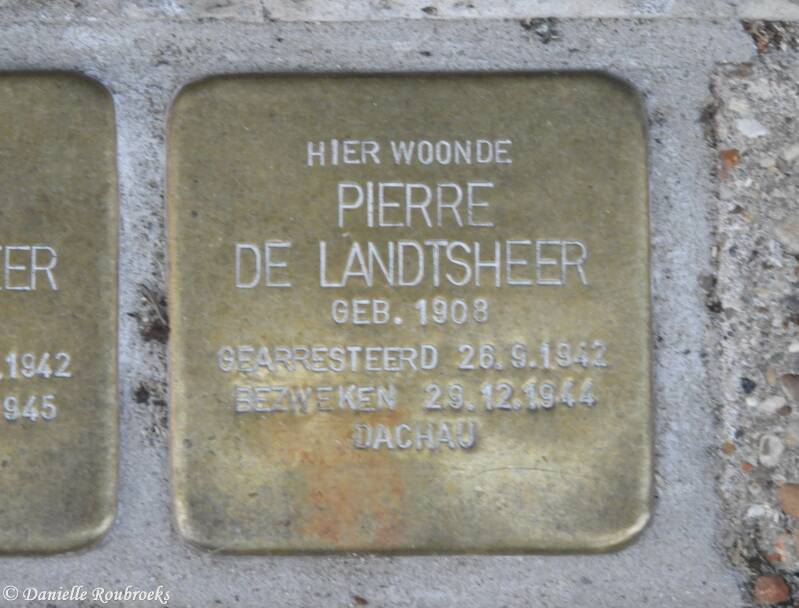 HIER WOONDE
PIERRE
DE LANDTSHEER
GEB. 1908
GEARRESTEERD 26.9.1942
BEZWEKEN 29.12.1944
DACHAU
EER
.1942
945
© Danielle Roubroeks